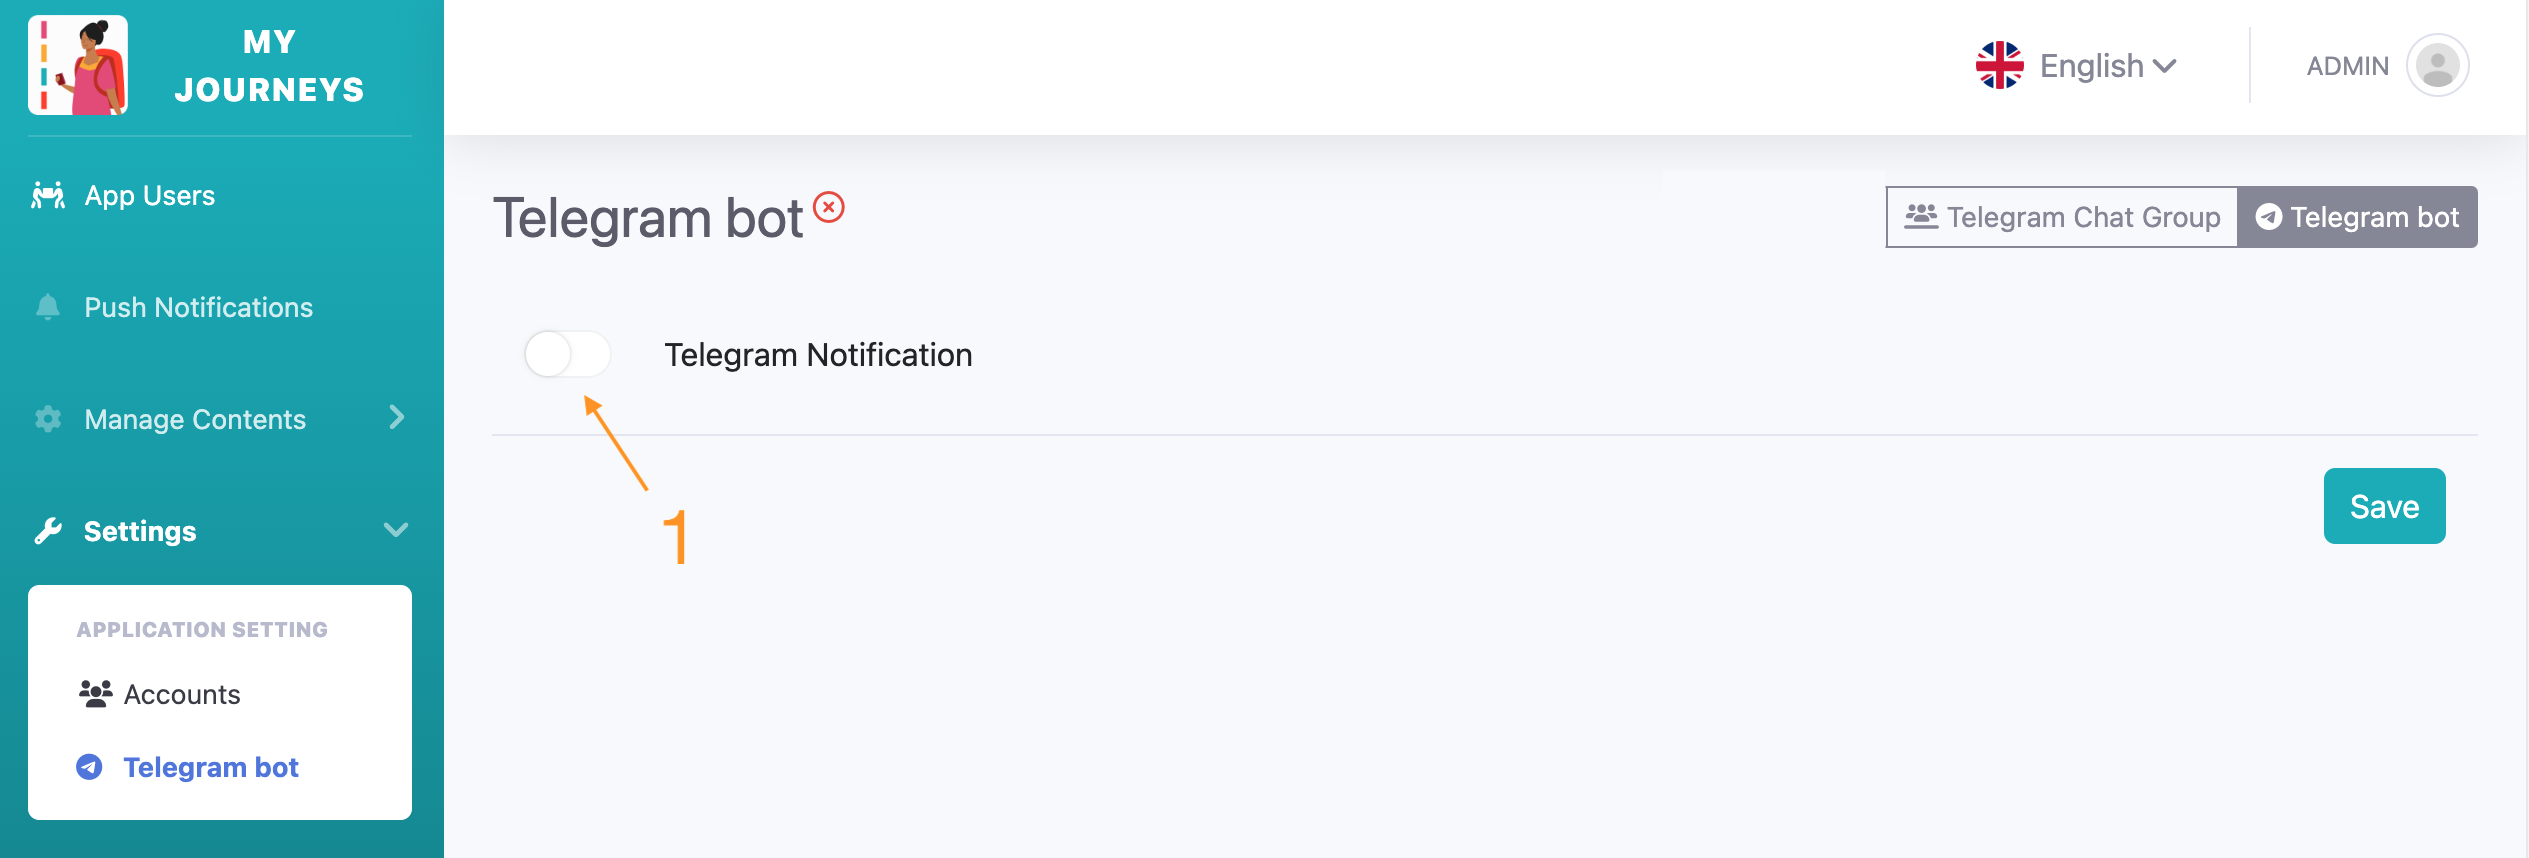 MY
JOURNEYS
English
ADMIN
App Users
Push Notifications
Manage Contents
Settings
APPLICATION SETTING
Accounts
Telegram bot
Telegram bot
Telegram Chat Group
Telegram bot
Telegram Notification
1
Save